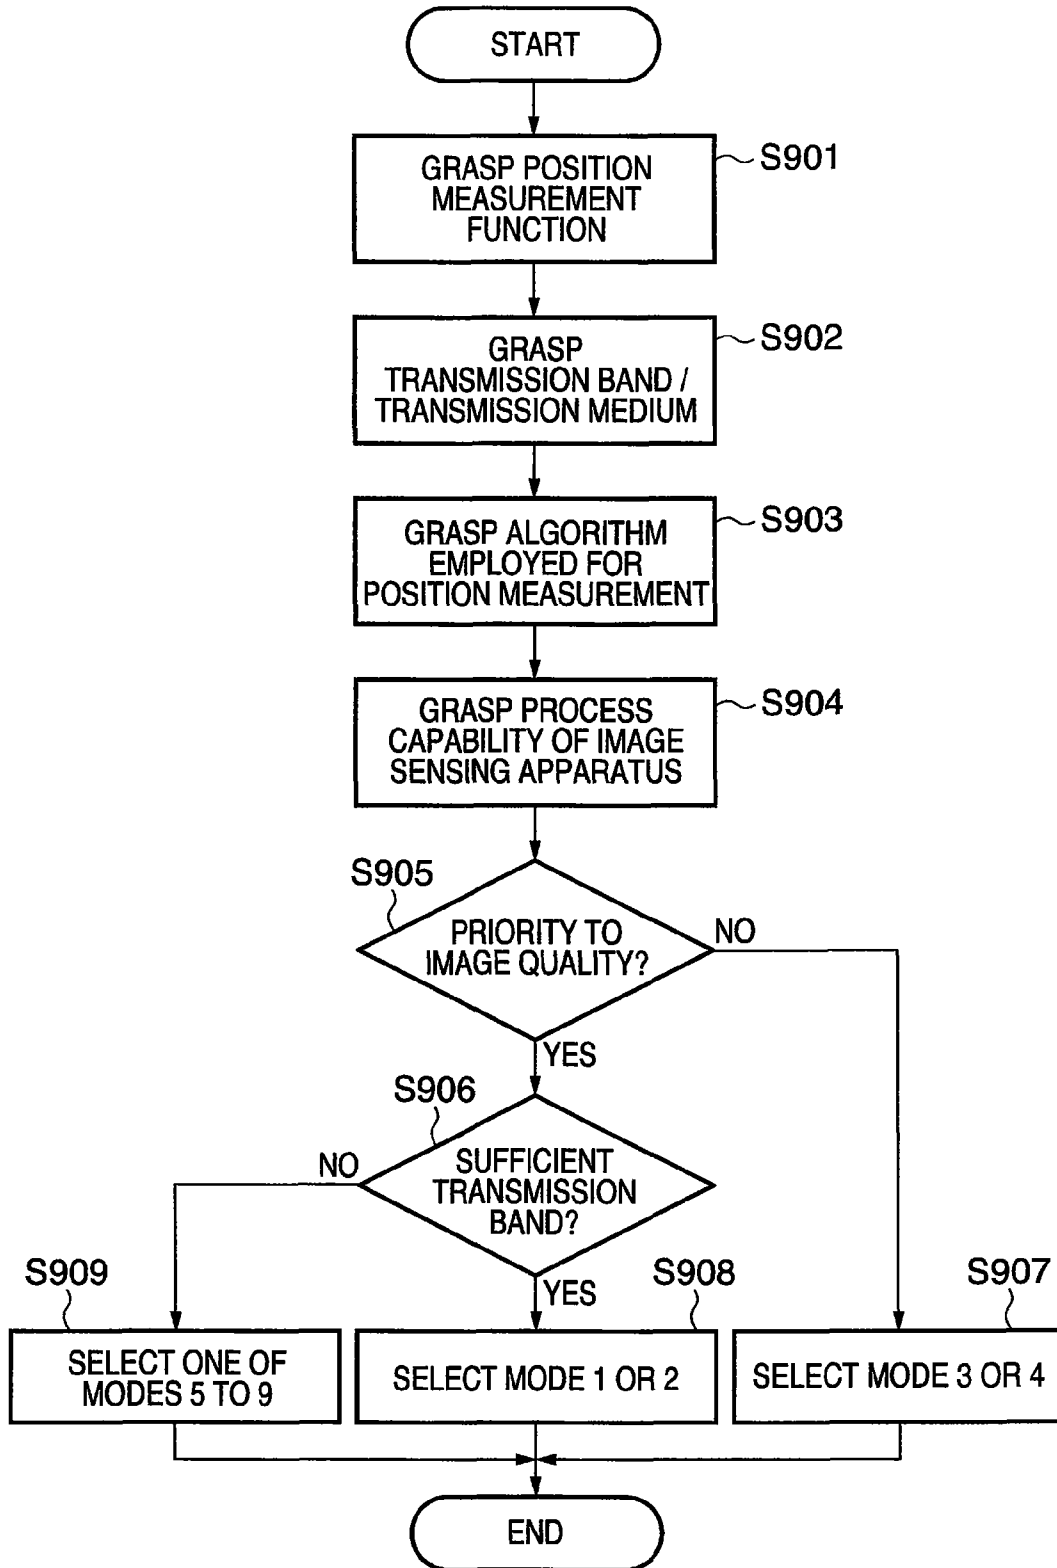 START
GRASP POSITION
MEASUREMENT
FUNCTION
S901
GRASP
TRANSMISSION BAND /
TRANSMISSION MEDIUM
S902
GRASP ALGORITHM
EMPLOYED FOR
POSITION MEASUREMENT
S903
GRASP PROCESS
CAPABILITY OF IMAGE
SENSING APPARATUS
S904
S905
PRIORITY TO
IMAGE QUALITY?
NO
YES
S906
SUFFICIENT
TRANSMISSION
BAND?
NO
YES
S909
SELECT ONE OF
MODES 5 TO 9
S908
SELECT MODE 1 OR 2
S907
SELECT MODE 3 OR 4
END